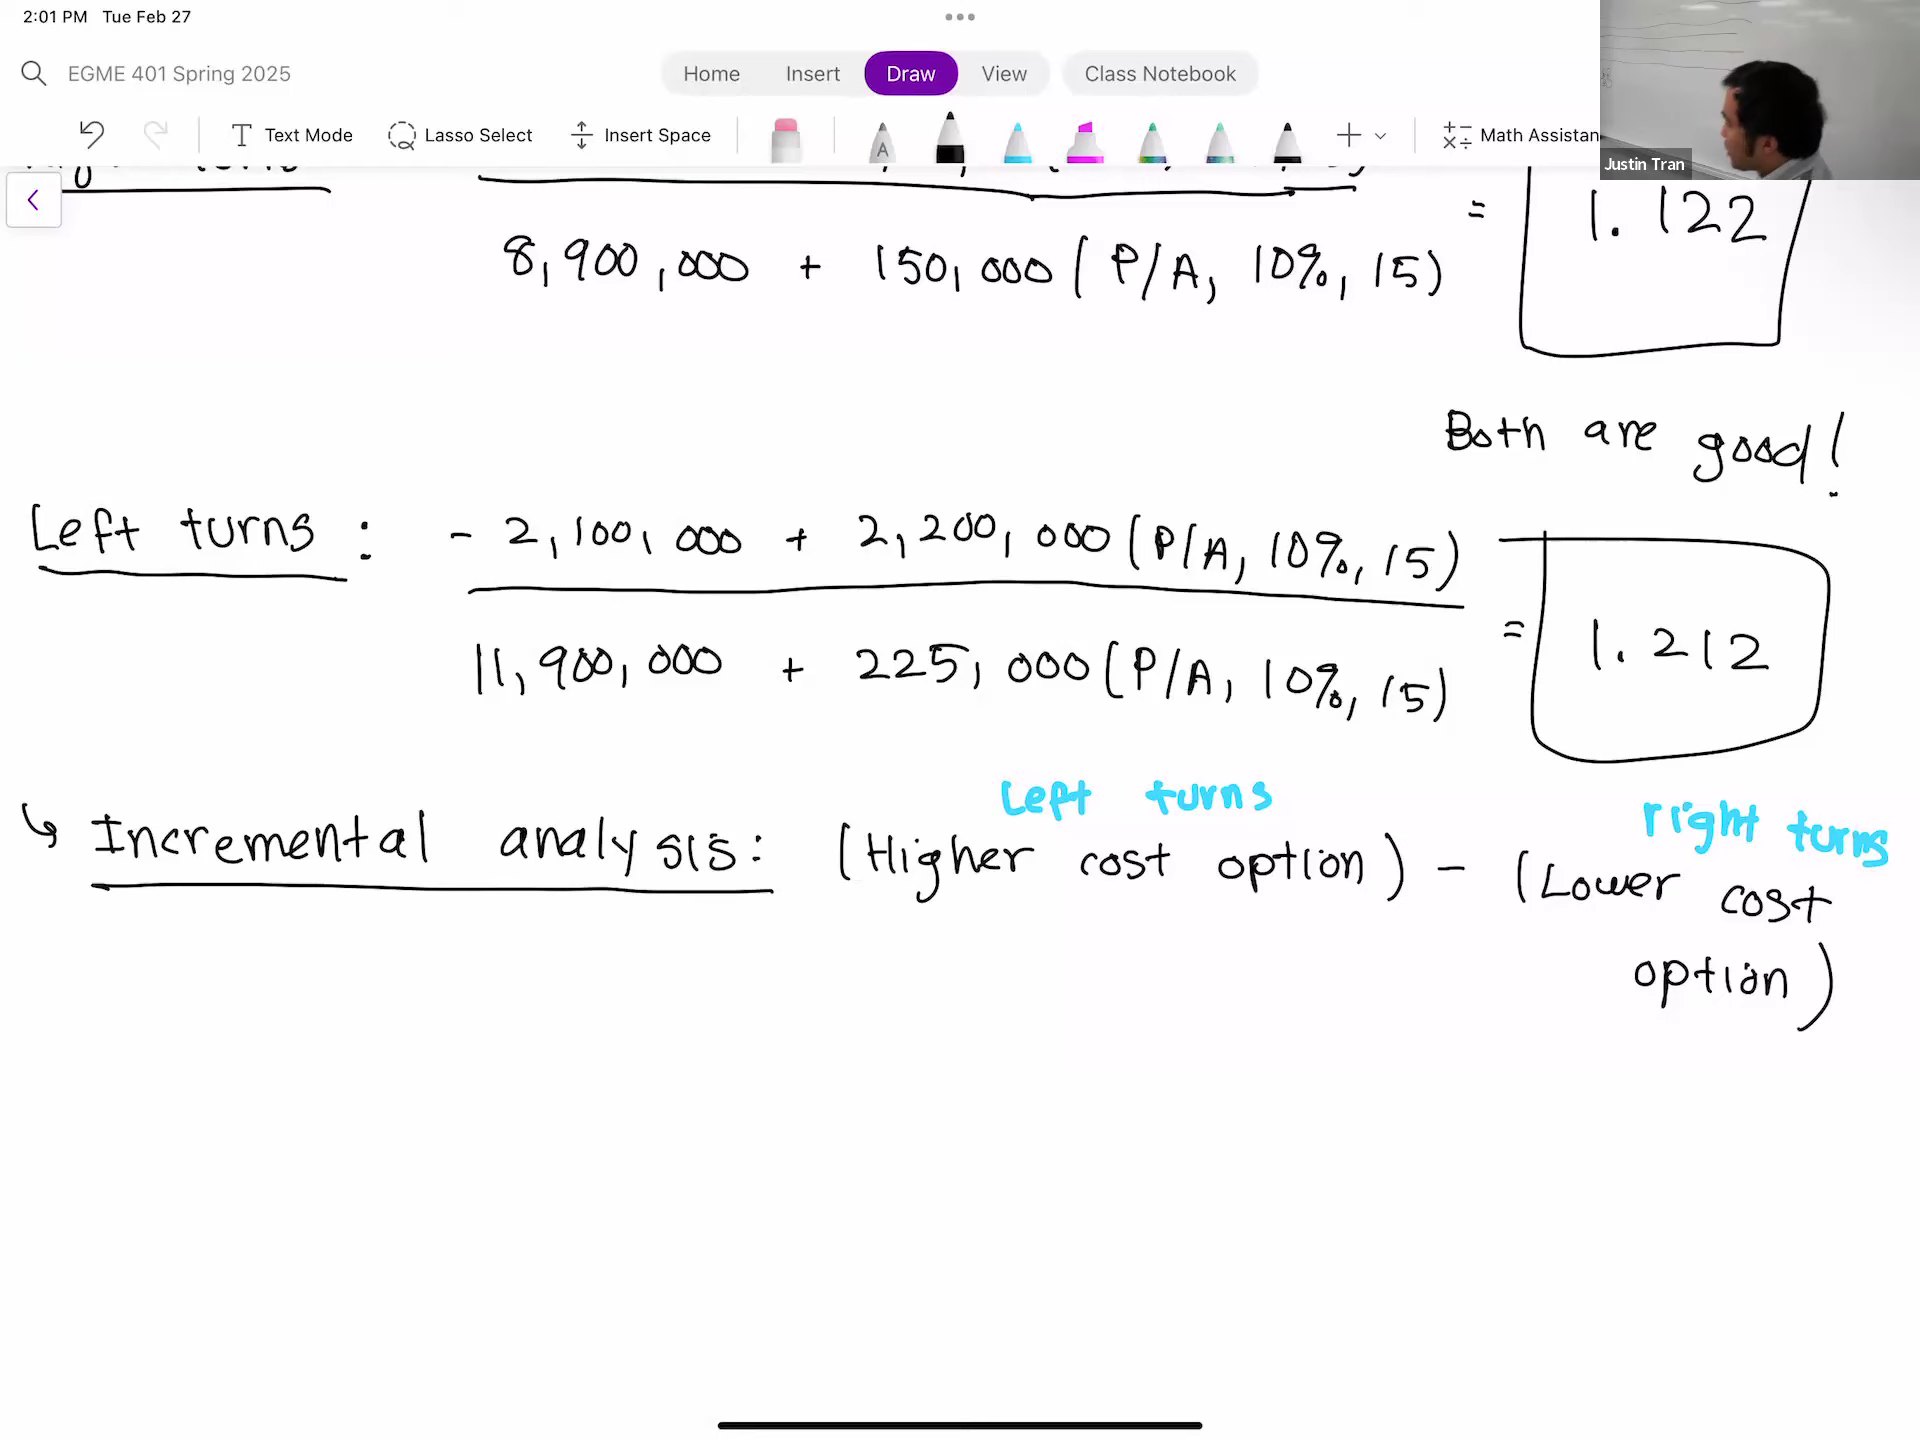 2:01 PM Tue Feb 27
EGME 401 Spring 2025
Home Insert Draw View Class Notebook
Text Mode Lasso Select Insert Space A Math Assistan
Justin Tran
= 1.122
8,900,000 + 150,000 (P/A, 10%, 15)
Both are good!
Left turns: - 2,100,000 + 2,200,000 (P/A, 10%, 15)
= 1.212
11,900,000 + 225,000 (P/A, 10%, 15)
left turns
right turns
↳ Incremental analysis: (Higher cost option) - (Lower cost
option)